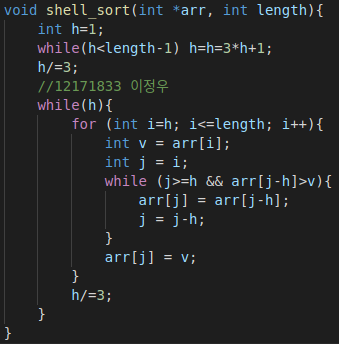 void shell_sort(int *arr, int length){
    int h=1;
    while(h<length-1) h=h=3*h+1;
    h/=3;
    //12171833 이정우
    while(h){
        for (int i=h; i<=length; i++){
            int v = arr[i];
            int j = i;
            while (j>=h && arr[j-h]>v){
                arr[j] = arr[j-h];
                j = j-h;
            }
            arr[j] = v;
        }
        h/=3;
    }
}